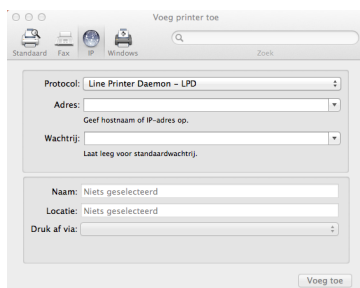 Voeg printer toe
Standaard Fax IP Windows
Zoek
Protocol: Line Printer Daemon – LPD
Adres:
Geef hostnaam of IP-adres op.
Wachtrij:
Laat leeg voor standaardwachtrij.
Naam: Niets geselecteerd
Locatie: Niets geselecteerd
Druk af via:
Voeg toe